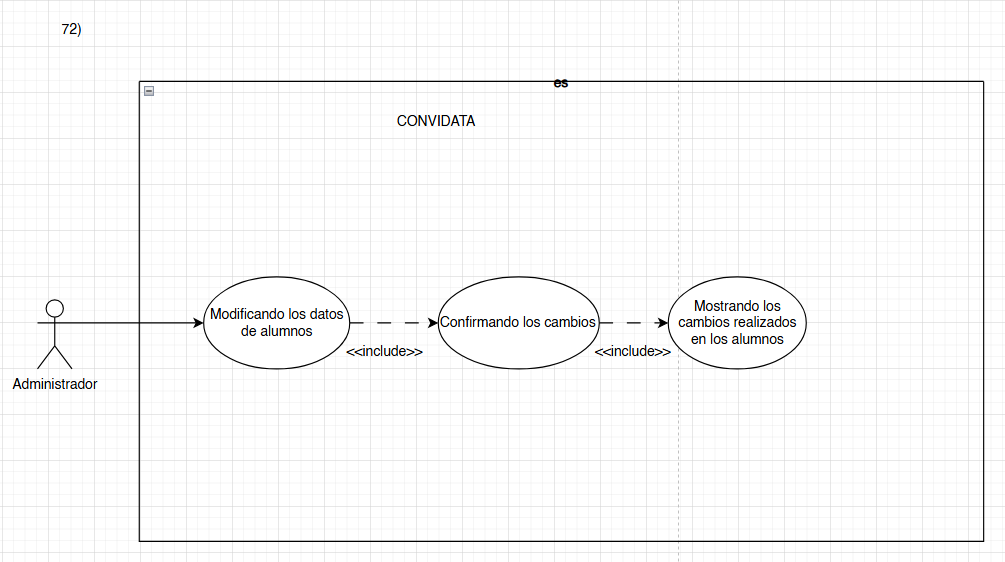 72)
es
CONVIDATA
Modificando los datos
de alumnos
<<include>>
Confirmando los cambios
<<include>>
Mostrando los
cambios realizados
en los alumnos
Administrador